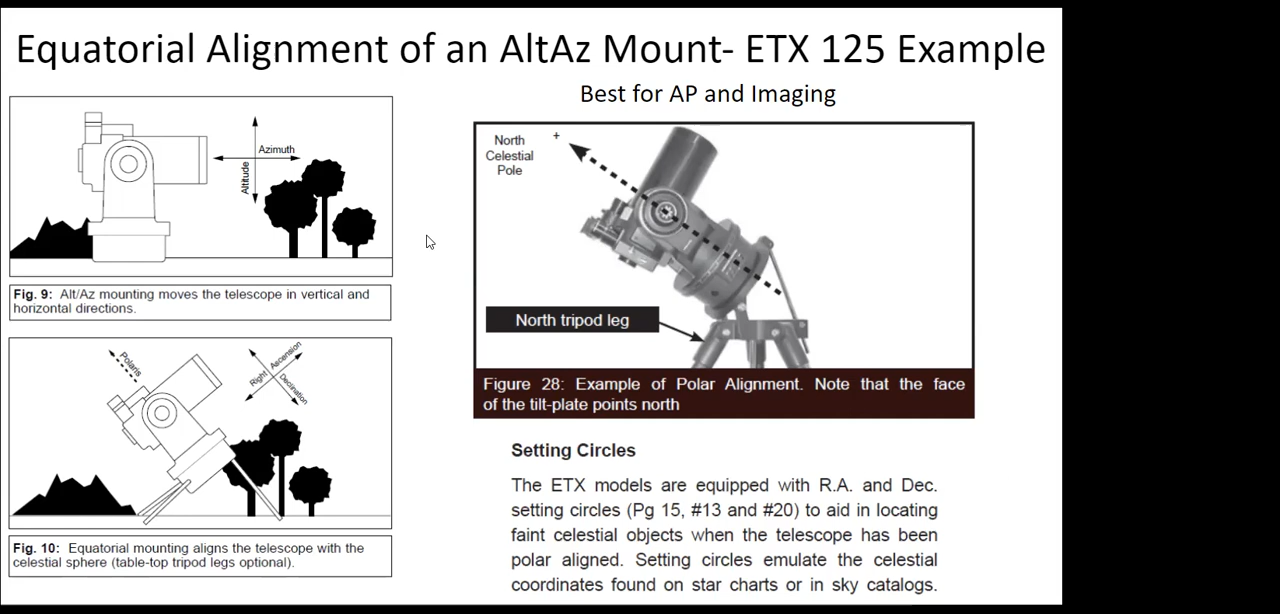 Equatorial Alignment of an AltAz Mount- ETX 125 Example
Best for AP and Imaging
Azimuth
Altitude
Fig. 9: Alt/Az mounting moves the telescope in vertical and
horizontal directions.
Polaris
Right Ascension
Declination
Fig. 10: Equatorial mounting aligns the telescope with the
celestial sphere (table-top tripod legs optional).
North
Celestial
Pole
+
North tripod leg
Figure 28: Example of Polar Alignment. Note that the face
of the tilt-plate points north
Setting Circles
The ETX models are equipped with R.A. and Dec.
setting circles (Pg 15, #13 and #20) to aid in locating
faint celestial objects when the telescope has been
polar aligned. Setting circles emulate the celestial
coordinates found on star charts or in sky catalogs.